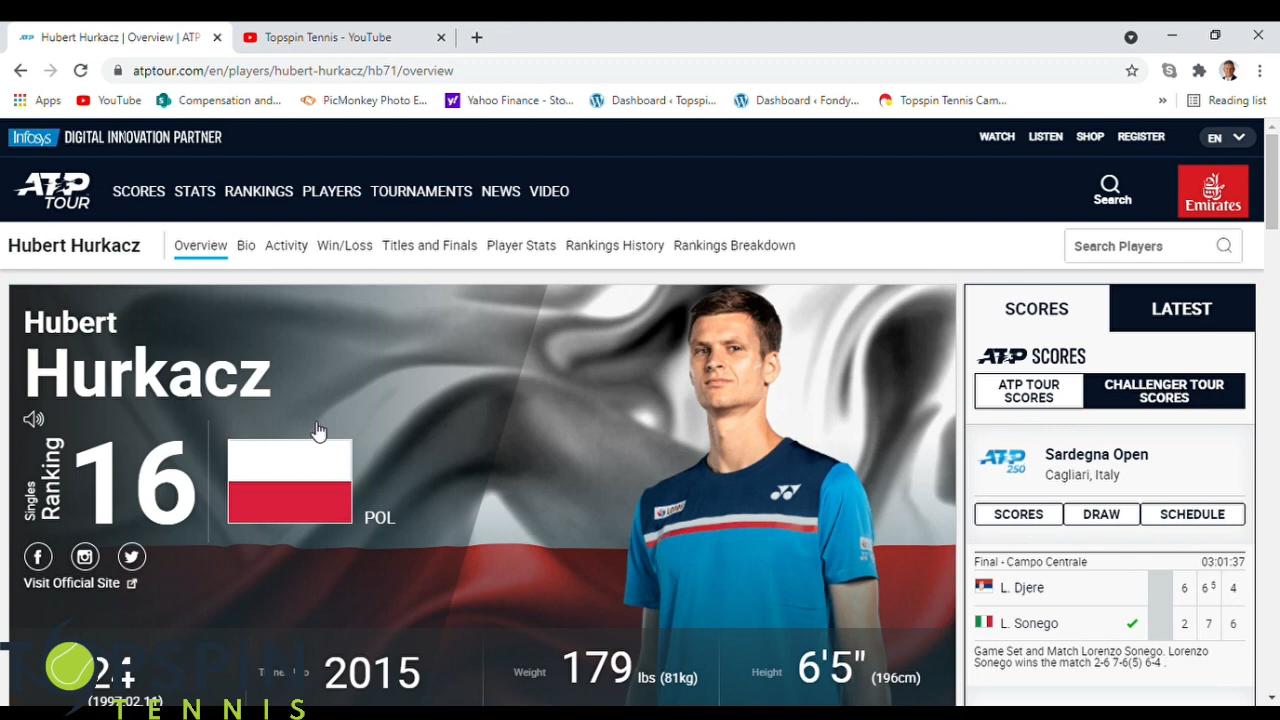 Hubert Hurkacz | Overview | ATP
Topspin Tennis - YouTube
atptour.com/en/players/hubert-hurkacz/hb71/overview
Apps YouTube Compensation and... PicMonkey Photo E... Yahoo Finance - Sto... Dashboard ‹ Topspi... Dashboard ‹ Fondy... Topspin Tennis Cam... » Reading list
Infosys DIGITAL INNOVATION PARTNER
WATCH LISTEN SHOP REGISTER EN
ATP TOUR
SCORES STATS RANKINGS PLAYERS TOURNAMENTS NEWS VIDEO
Search
Emirates
Hubert Hurkacz
Overview Bio Activity Win/Loss Titles and Finals Player Stats Rankings History Rankings Breakdown
Search Players
Hubert
Hurkacz
Singles
Ranking
16
POL
Visit Official Site
24
(1997.02.11)
2015
Weight 179 lbs (81kg)
Height 6'5" (196cm)
TOPSPIN
TENNIS
SCORES LATEST
ATP SCORES
ATP TOUR SCORES
CHALLENGER TOUR SCORES
ATP 250
Sardegna Open
Cagliari, Italy
SCORES DRAW SCHEDULE
Final - Campo Centrale 03:01:37
L. Djere 6 6 5 4
L. Sonego 2 7 6
Game Set and Match Lorenzo Sonego. Lorenzo
Sonego wins the match 2-6 7-6(5) 6-4 .